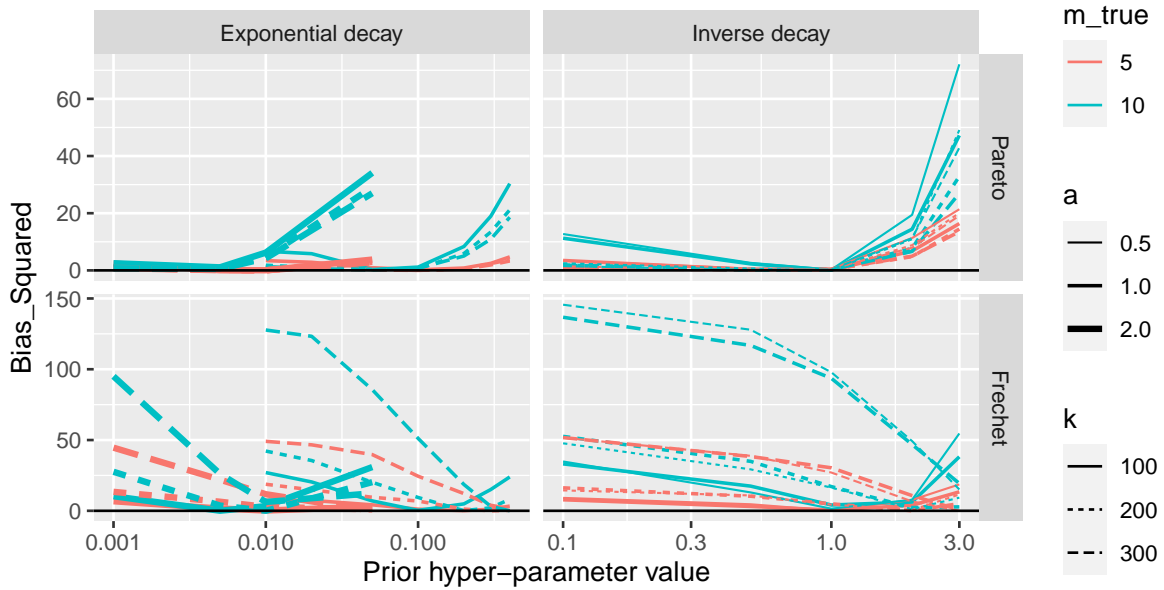 Exponential decay
Inverse decay
Pareto
Frechet
Bias_Squared
60
40
20
0
150
100
50
0
0.001
0.010
0.100
0.1
0.3
1.0
3.0
Prior hyper−parameter value
m_true
5
10
a
0.5
1.0
2.0
k
100
200
300